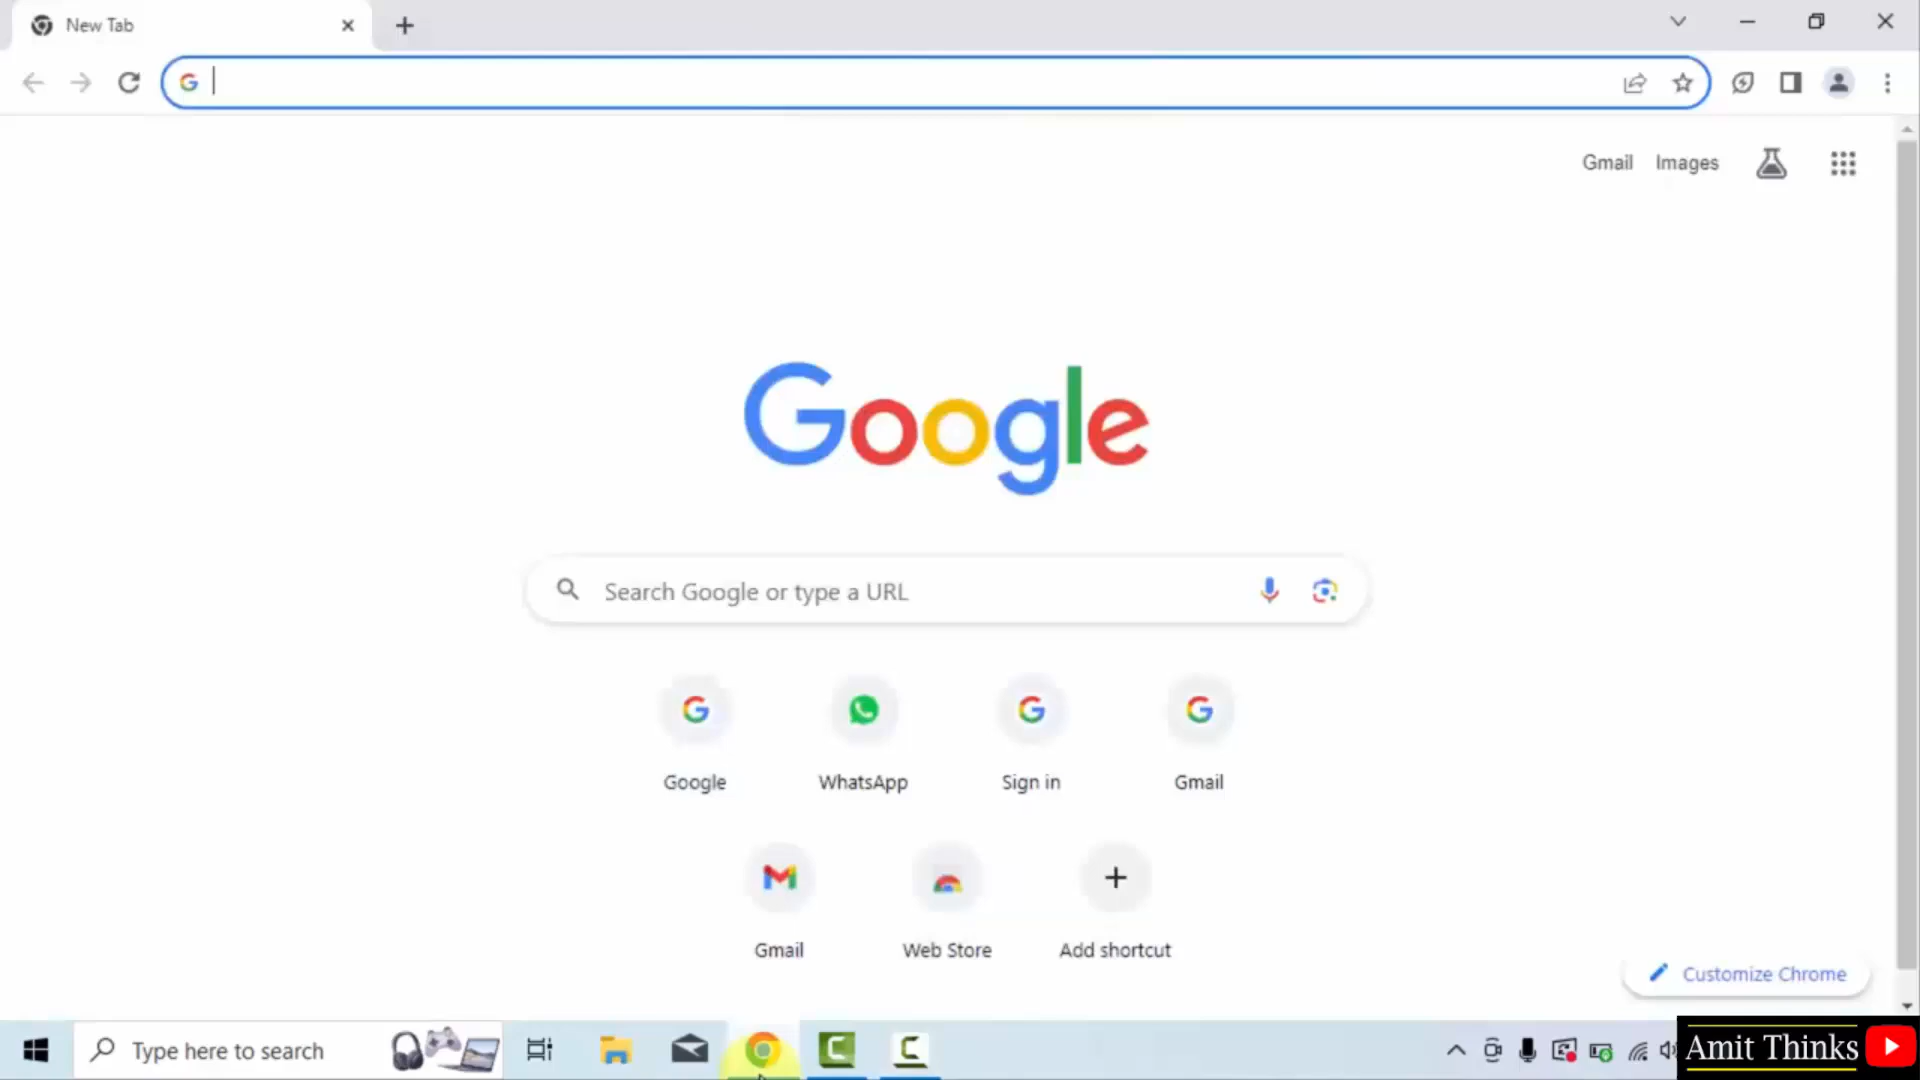 New Tab
Gmail Images
Google
Search Google or type a URL
Google WhatsApp Sign in Gmail
Gmail Web Store Add shortcut
Customize Chrome
Type here to search
Amit Thinks